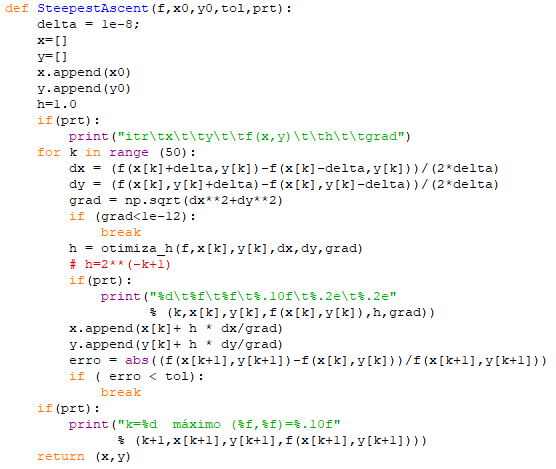 def SteepestAscent(f,x0,y0,tol,prt):
    delta = 1e-8;
    x=[]
    y=[]
    x.append(x0)
    y.append(y0)
    h=1.0
    if(prt):
        print("itr\tx\t\ty\t\tf(x,y)\t\th\t\tgrad")
    for k in range (50):
        dx = (f(x[k]+delta,y[k])-f(x[k]-delta,y[k]))/(2*delta)
        dy = (f(x[k],y[k]+delta)-f(x[k],y[k]-delta))/(2*delta)
        grad = np.sqrt(dx**2+dy**2)
        if (grad<1e-12):
            break
        h = otimiza_h(f,x[k],y[k],dx,dy,grad)
        # h=2**(-k+1)
        if(prt):
            print("%d\t%f\t%f\t%.10f\t%.2e\t%.2e"
                  % (k,x[k],y[k],f(x[k],y[k]),h,grad))
        x.append(x[k]+ h * dx/grad)
        y.append(y[k]+ h * dy/grad)
        erro = abs((f(x[k+1],y[k+1])-f(x[k],y[k]))/f(x[k+1],y[k+1]))
        if ( erro < tol):
            break
    if(prt):
        print("k=%d  máximo (%f,%f)=%.10f"
              % (k+1,x[k+1],y[k+1],f(x[k+1],y[k+1])))
    return (x,y)